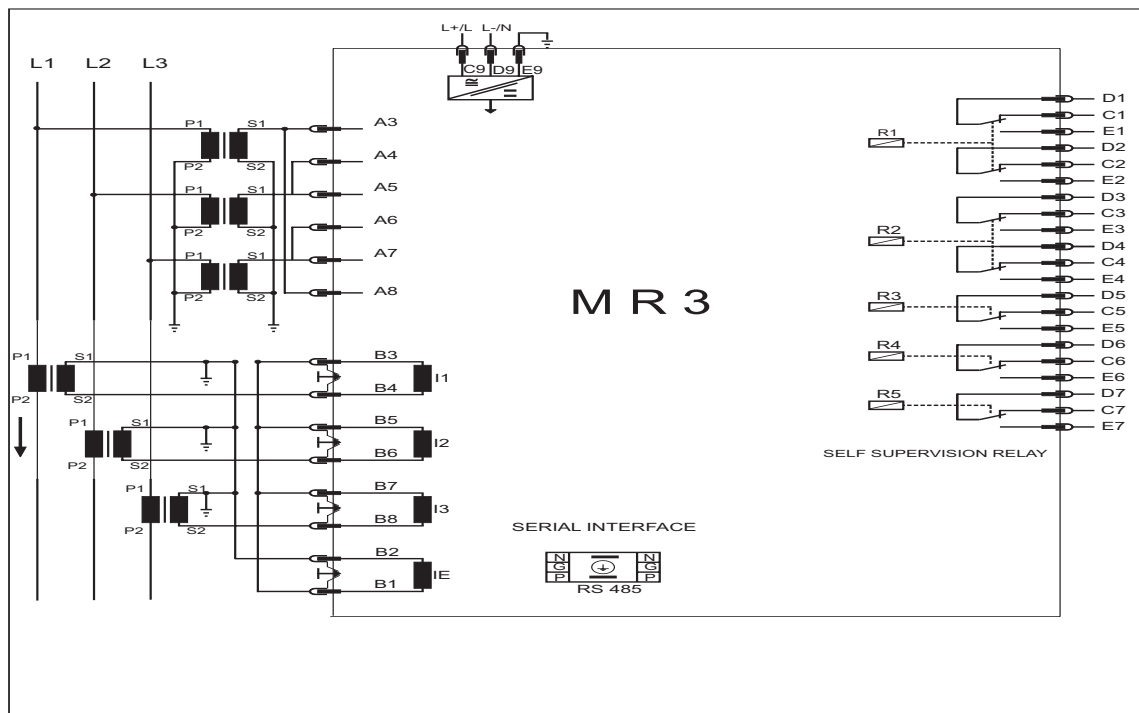 L+/L L-/N
C9 D9 E9
L1 L2 L3
P1 S1
P2 S2
P1 S1
P2 S2
P1 S1
P2 S2
A3
A4
A5
A6
A7
A8
M R 3
P1 S1
P2 S2
P1 S1
P2 S2
P1 S1
P2 S2
B3
B4
I1
B5
B6
I2
B7
B8
I3
B2
B1
IE
R1
R2
R3
R4
R5
D1
C1
E1
D2
C2
E2
D3
C3
E3
D4
C4
E4
D5
C5
E5
D6
C6
E6
D7
C7
E7
SELF SUPERVISION RELAY
SERIAL INTERFACE
N N
G G
P P
RS 485